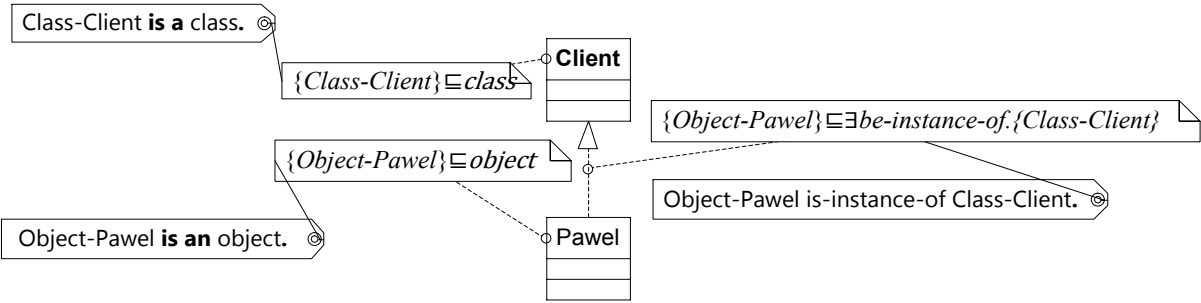 Class-Client is a class.
Client
{Class-Client}⊑class
{Object-Pawel}⊑∃be-instance-of.{Class-Client}
{Object-Pawel}⊑object
Object-Pawel is-instance-of Class-Client.
Object-Pawel is an object.
Pawel